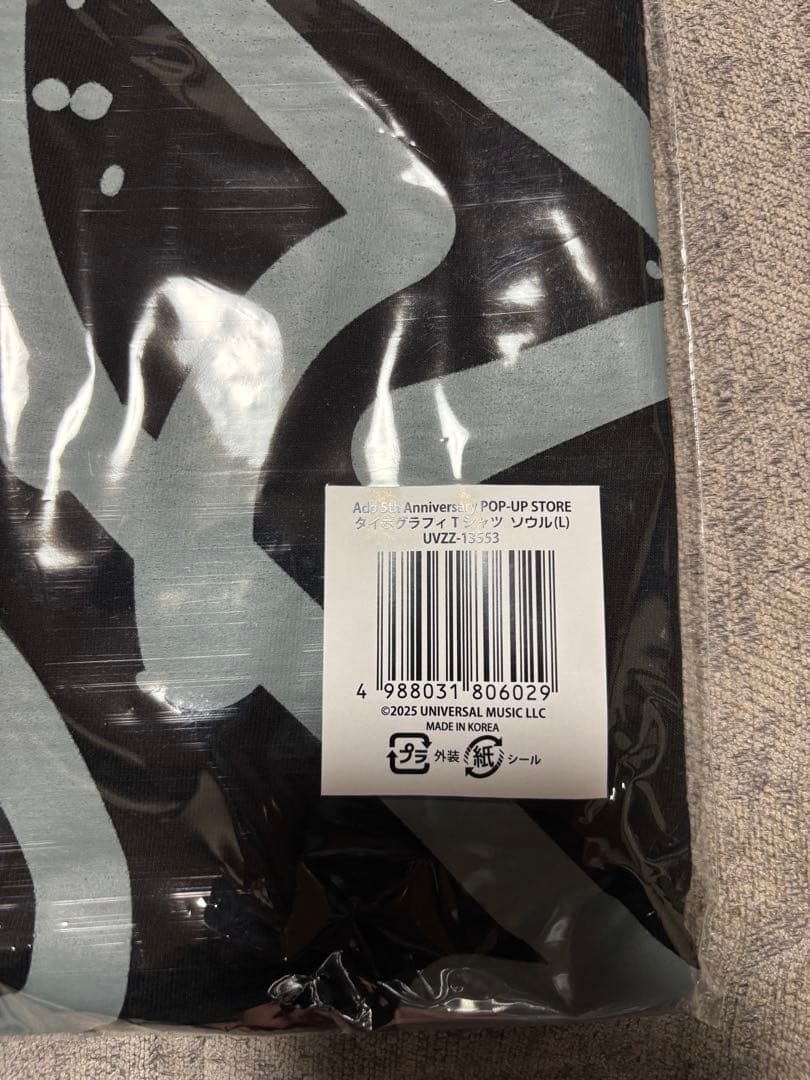 Ado 5th Anniversary POP-UP STORE
タイポグラフィTシャツ ソウル(L)
UVZZ-13553
4 988031 806029
©2025 UNIVERSAL MUSIC LLC
MADE IN KOREA
プラ 外装 紙 シール